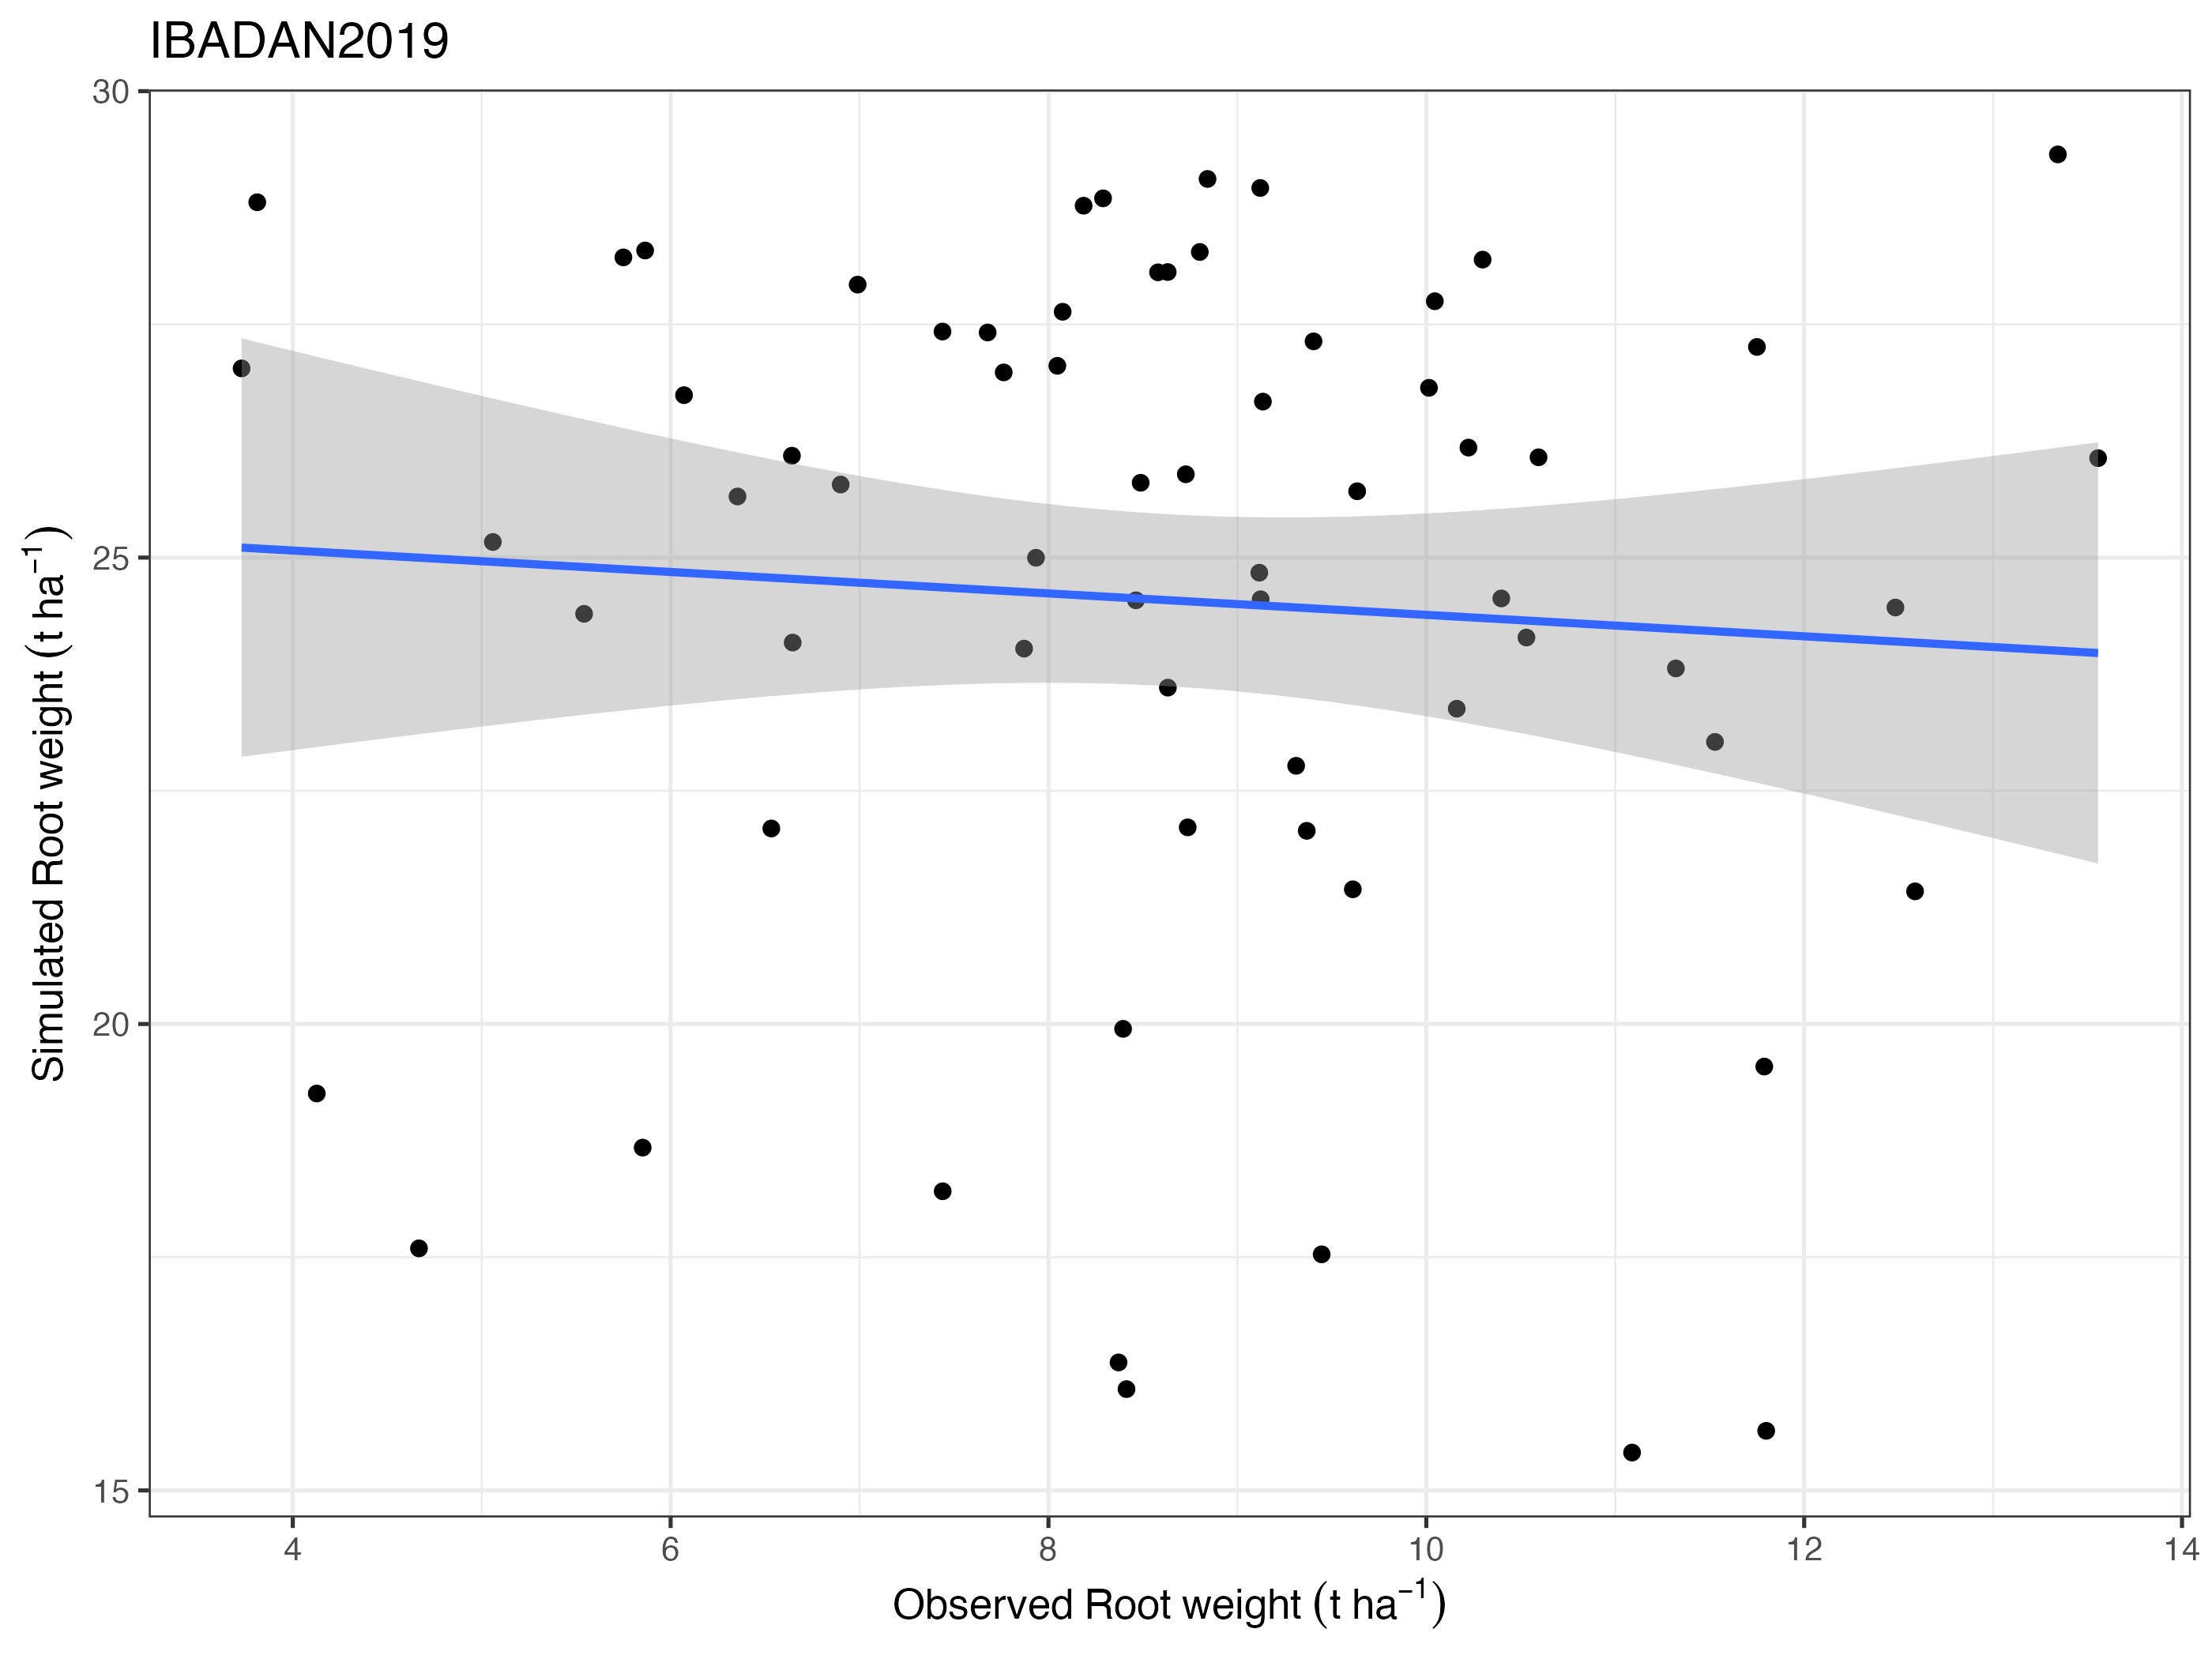 IBADAN2019
30
25
20
15
Simulated Root weight (t ha⁻¹)
4 6 8 10 12 14
Observed Root weight (t ha⁻¹)